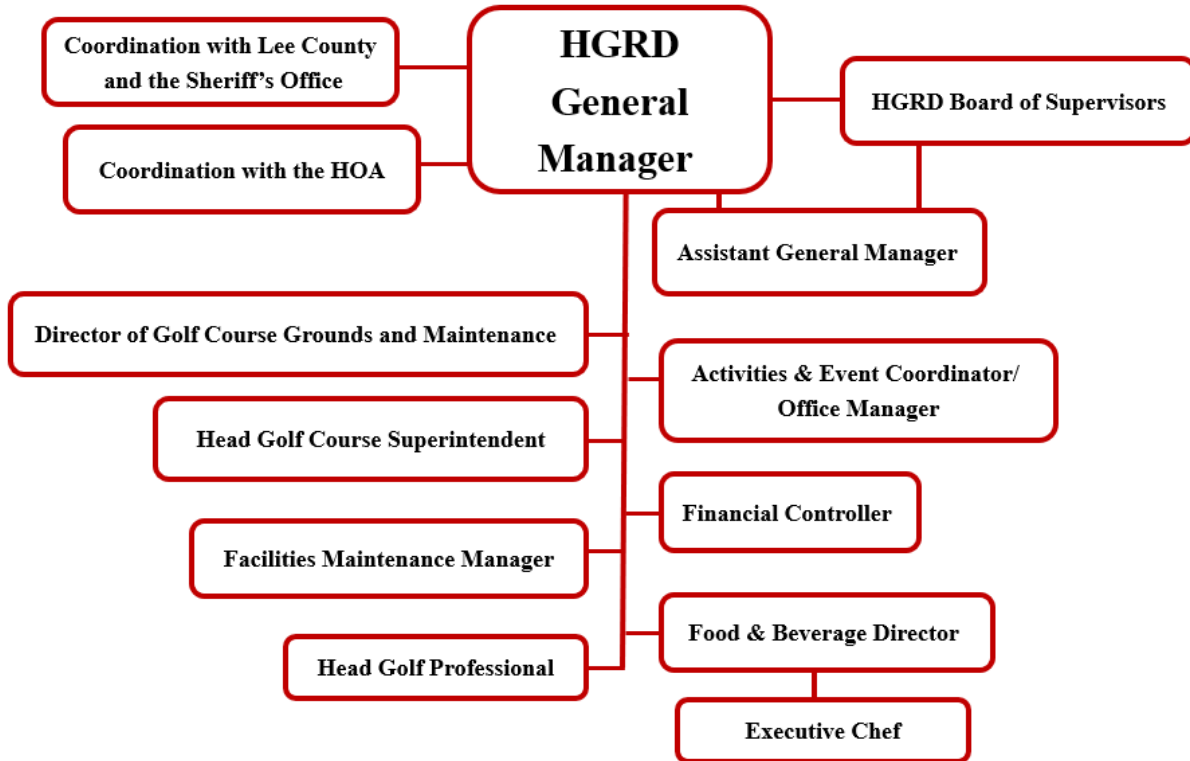 Coordination with Lee County
and the Sheriff’s Office
HGRD
General
Manager
HGRD Board of Supervisors
Coordination with the HOA
Assistant General Manager
Director of Golf Course Grounds and Maintenance
Activities & Event Coordinator/
Office Manager
Head Golf Course Superintendent
Financial Controller
Facilities Maintenance Manager
Food & Beverage Director
Head Golf Professional
Executive Chef